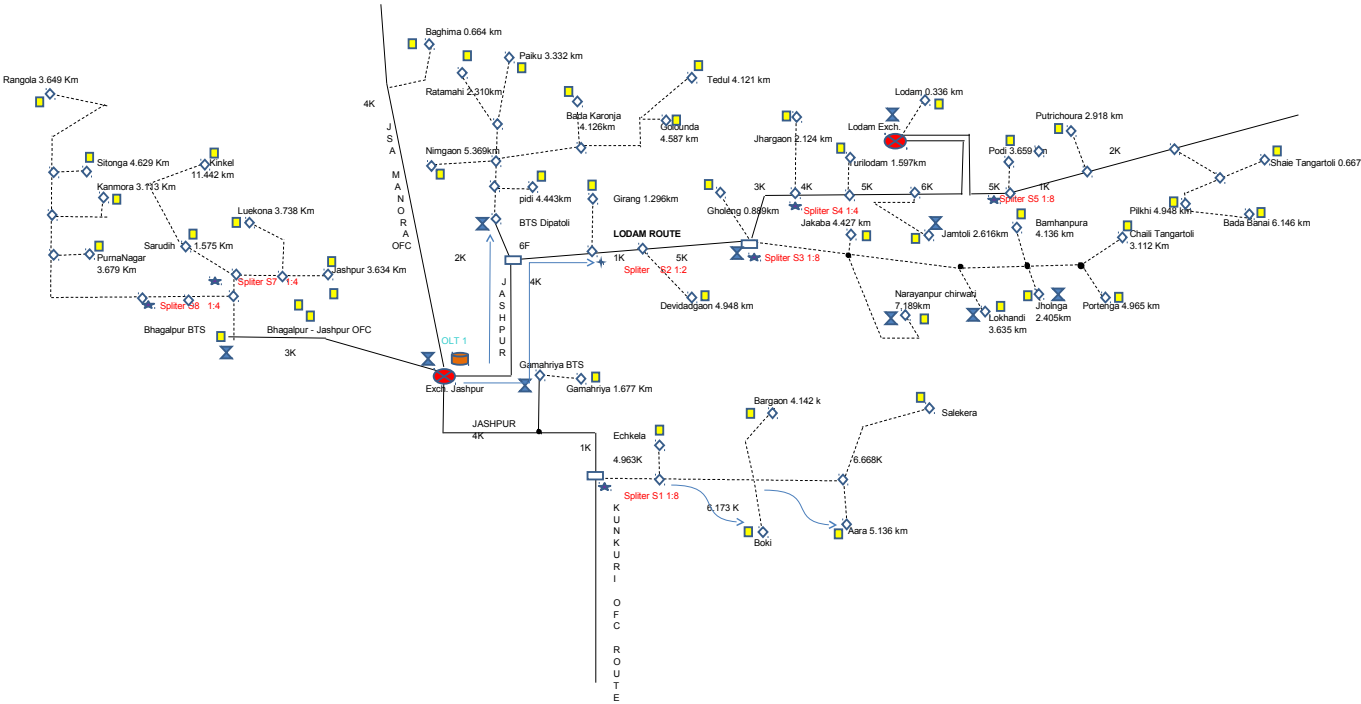 Baghima 0.664 km
Paiku 3.332 km
Rangola 3.649 Km
Ratamahi 2.310km
Tedul 4.121 km
Lodam 0.336 km
4K
Bada Karonja
4.126km
Golounda
4.587 km
Jhargaon 2.124 km
Lodam Exch.
Putrichoura 2.918 km
JSA MANORA OFC
Nimgaon 5.369km
Turilodam 1.597km
Podi 3.659 km
2K
Shaie Tangartoli 0.667
Sitonga 4.629 Km
Kinkel
11.442 km
Kanmora 3.113 Km
pidi 4.443km
Girang 1.296km
Gholeng 0.889km
3K
4K
5K
6K
5K
1K
Spliter S4 1:4
Spliter S5 1:8
Pilkhi 4.948 km
Bada Banai 6.146 km
Luekona 3.738 Km
BTS Dipatoli
LODAM ROUTE
Jakaba
4.427 km
Jamtoli 2.616km
Bamhanpura
4.136 km
Chaili Tangartoli
3.112 Km
Sarudih
1.575 Km
PurnaNagar
3.679 km
2K
6F
1K
5K
Spliter S2 1:2
Spliter S3 1:8
Jashpur 3.634 Km
Spliter S7 1:4
JASHPUR
4K
Spliter S8 1:4
Devidadgaon 4.948 km
Narayanpur chirwari
7.189km
Lokhandi
3.635 km
Jholnga
2.405km
Portenga 4.965 km
Bhagalpur BTS
Bhagalpur - Jashpur OFC
3K
OLT 1
Exch. Jashpur
Gamahriya BTS
Gamahriya 1.677 Km
JASHPUR
4K
1K
Echkela
4.963K
Bargaon 4.142 k
Salekera
6.668K
Spliter S1 1:8
6.173 K
Boki
Aara 5.136 km
KUNKURI OFC ROUTE